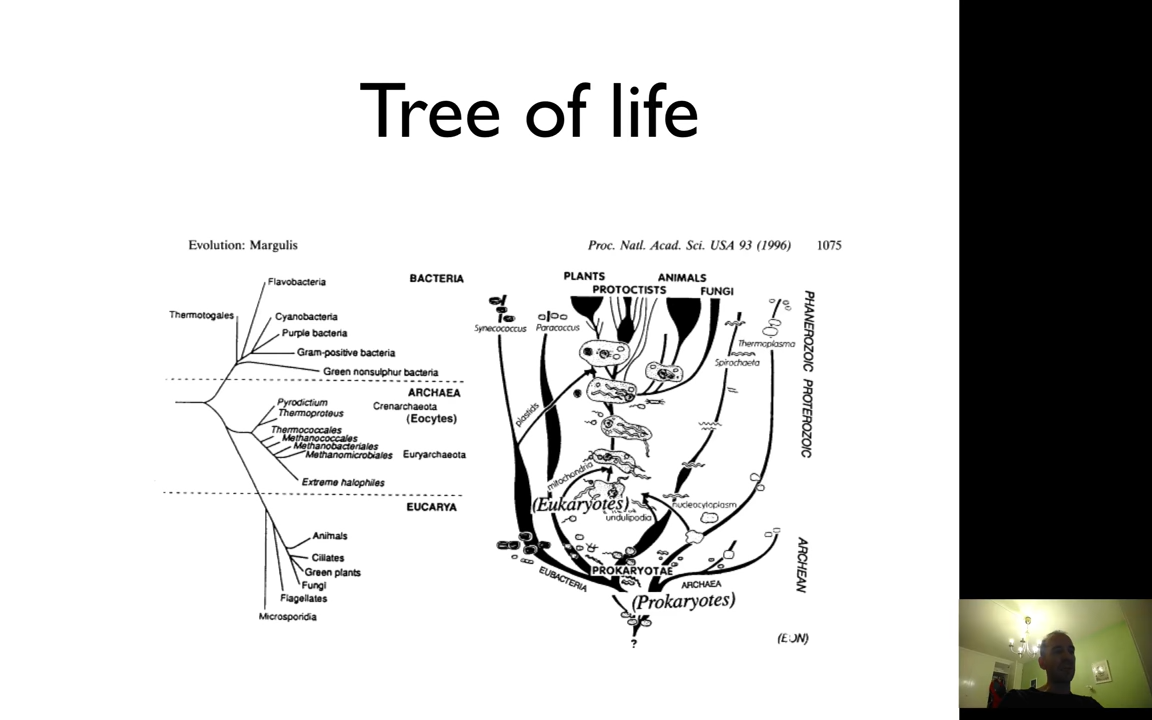 Tree of life
Evolution: Margulis
Proc. Natl. Acad. Sci. USA 93 (1996) 1075
Flavobacteria
BACTERIA
Thermotogales
Cyanobacteria
Purple bacteria
Gram-positive bacteria
Green nonsulphur bacteria
ARCHAEA
Pyrodictium
Crenarchaeota
Thermoproteus
(Eocytes)
Thermococcales
Methanococcales
Methanobacteriales
Methanomicrobiales
Euryarchaeota
Extreme halophiles
EUCARYA
Animals
Ciliates
Green plants
Fungi
Flagellates
Microsporidia
PLANTS
ANIMALS
PROTOCTISTS
FUNGI
Synecococcus
Paracoccus
Thermoplasma
Spirochaeta
plastids
mitochondria
(Eukaryotes)
undulipodia
nucleocytoplasm
PROKARYOTAE
EUBACTERIA
ARCHAEA
(Prokaryotes)
?
PHANEROZOIC
PROTEROZOIC
ARCHEAN
(EON)